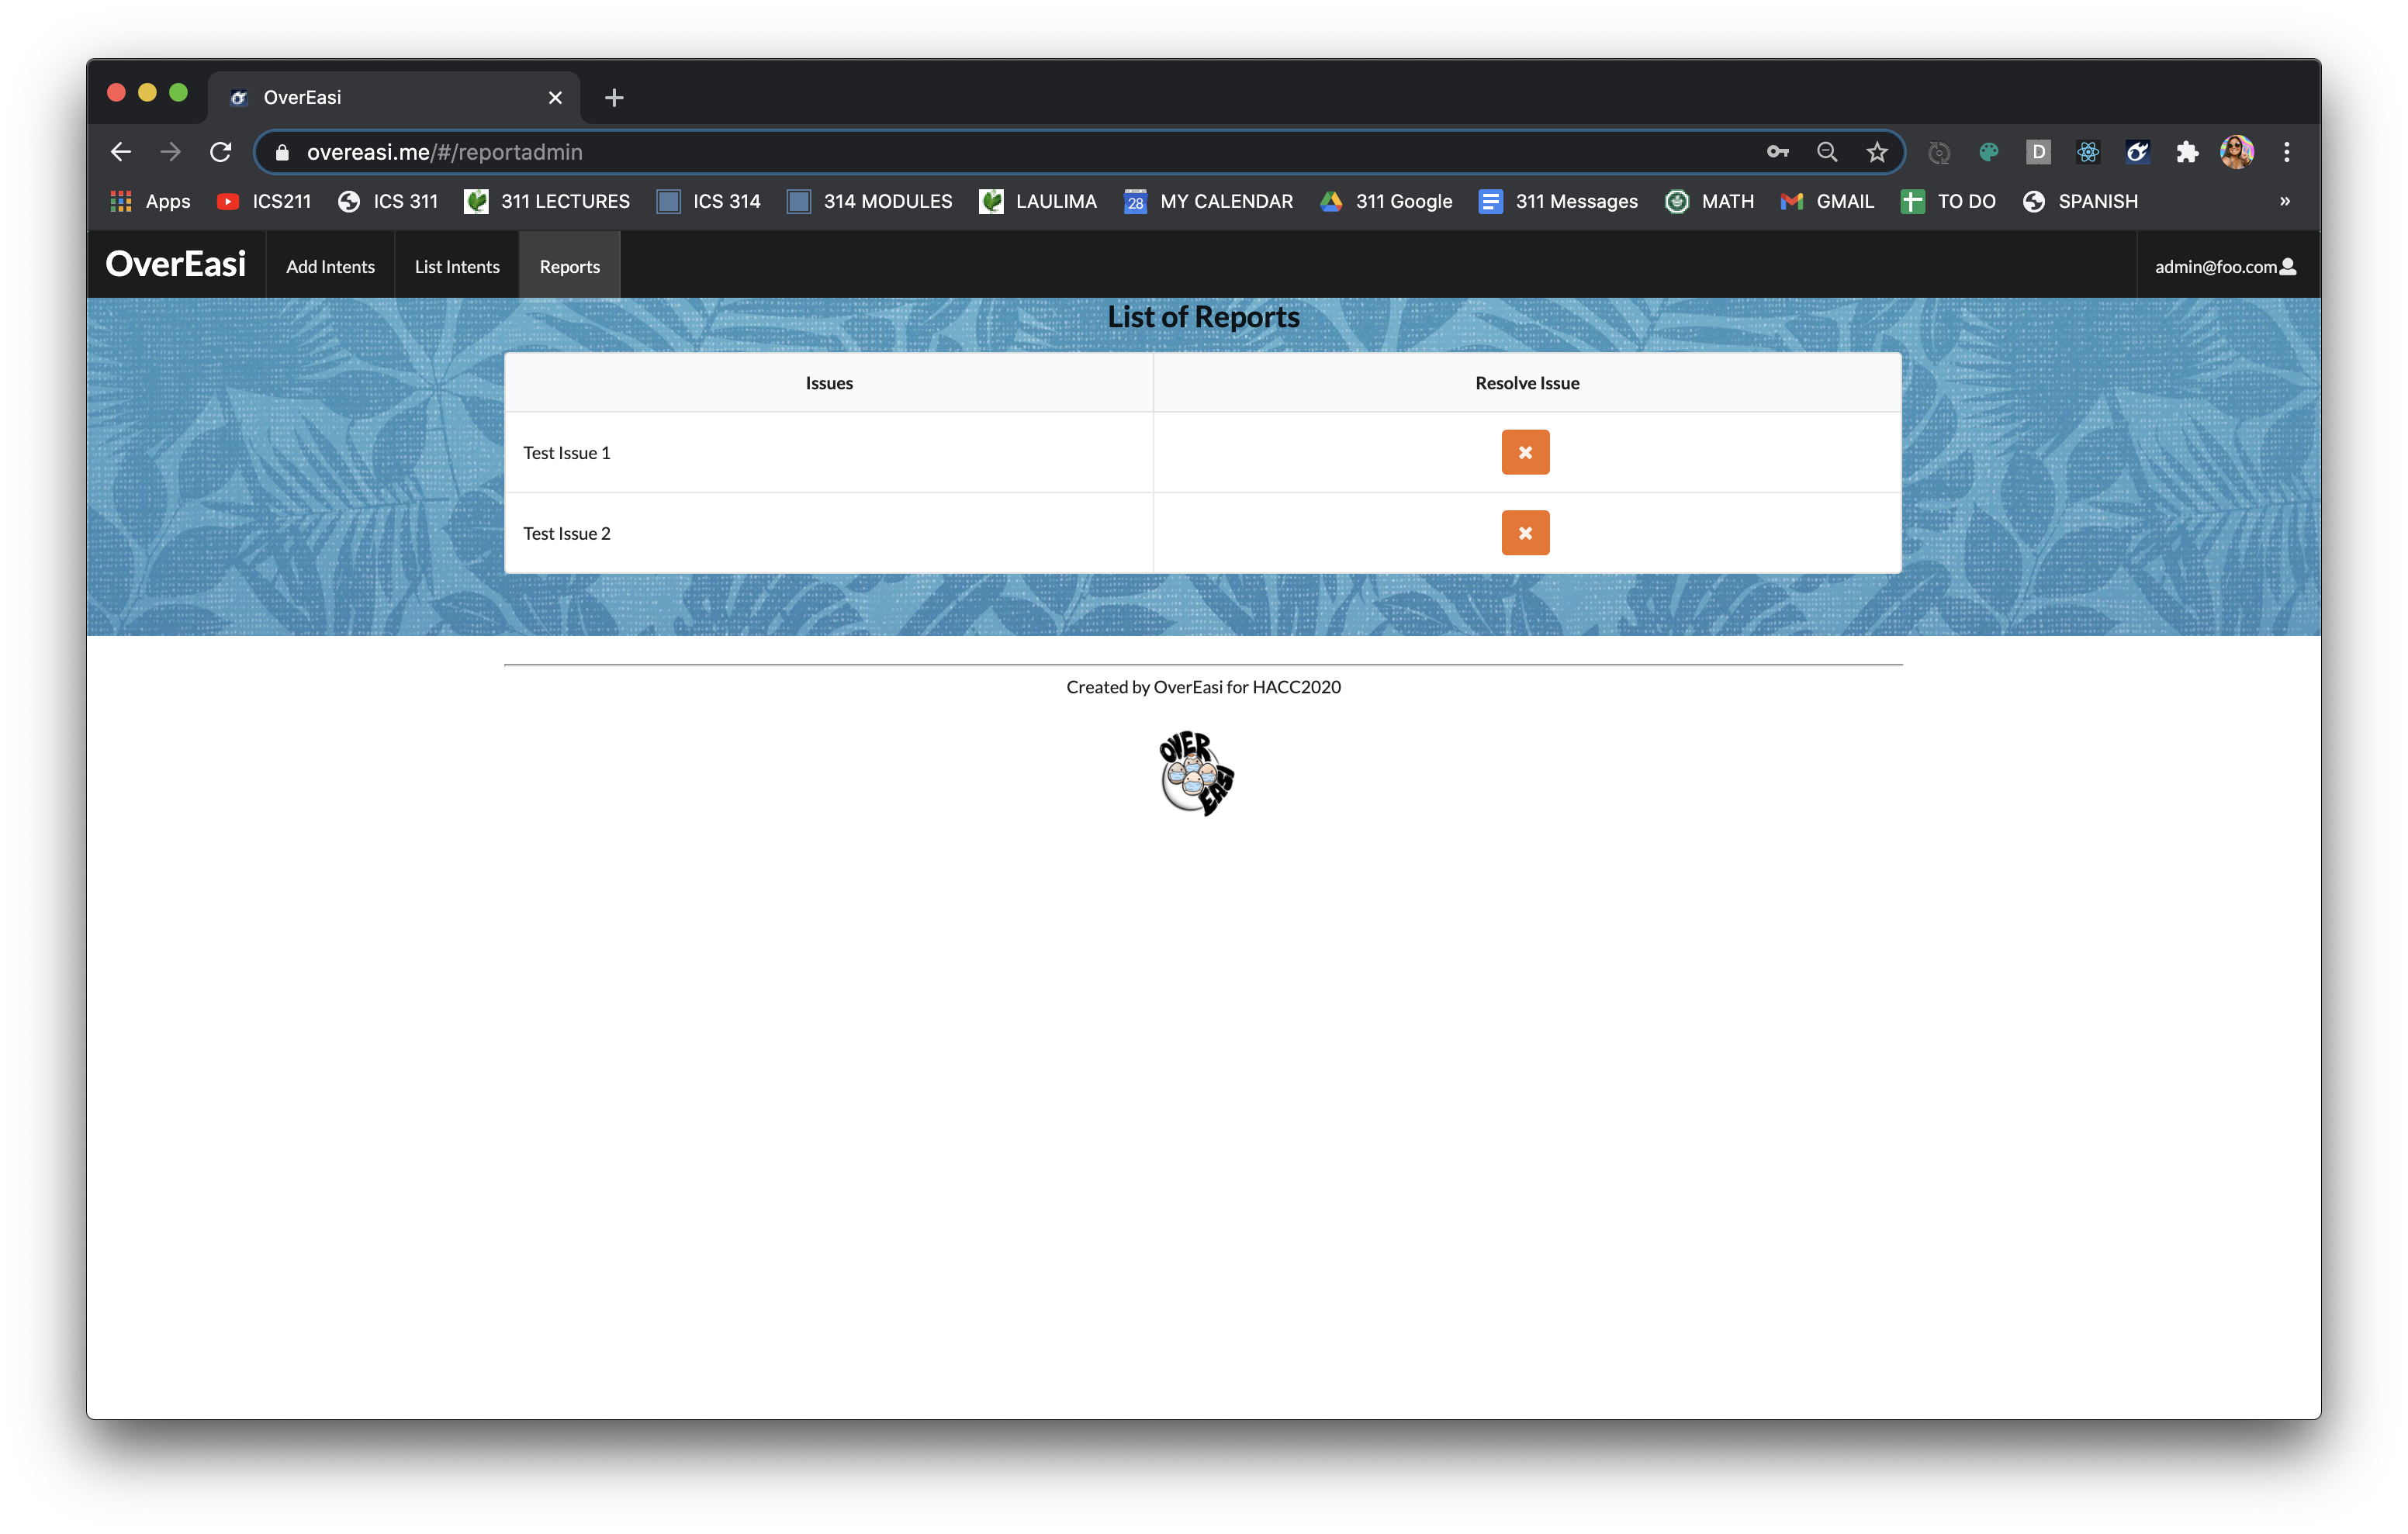 OverEasi
overeasi.me/#/reportadmin
D
Apps ICS211 ICS 311 311 LECTURES ICS 314 314 MODULES LAULIMA 28 MY CALENDAR 311 Google 311 Messages MATH GMAIL TO DO SPANISH »
OverEasi Add Intents List Intents Reports admin@foo.com
List of Reports
Issues Resolve Issue
Test Issue 1
Test Issue 2
Created by OverEasi for HACC2020
OVER
EASI